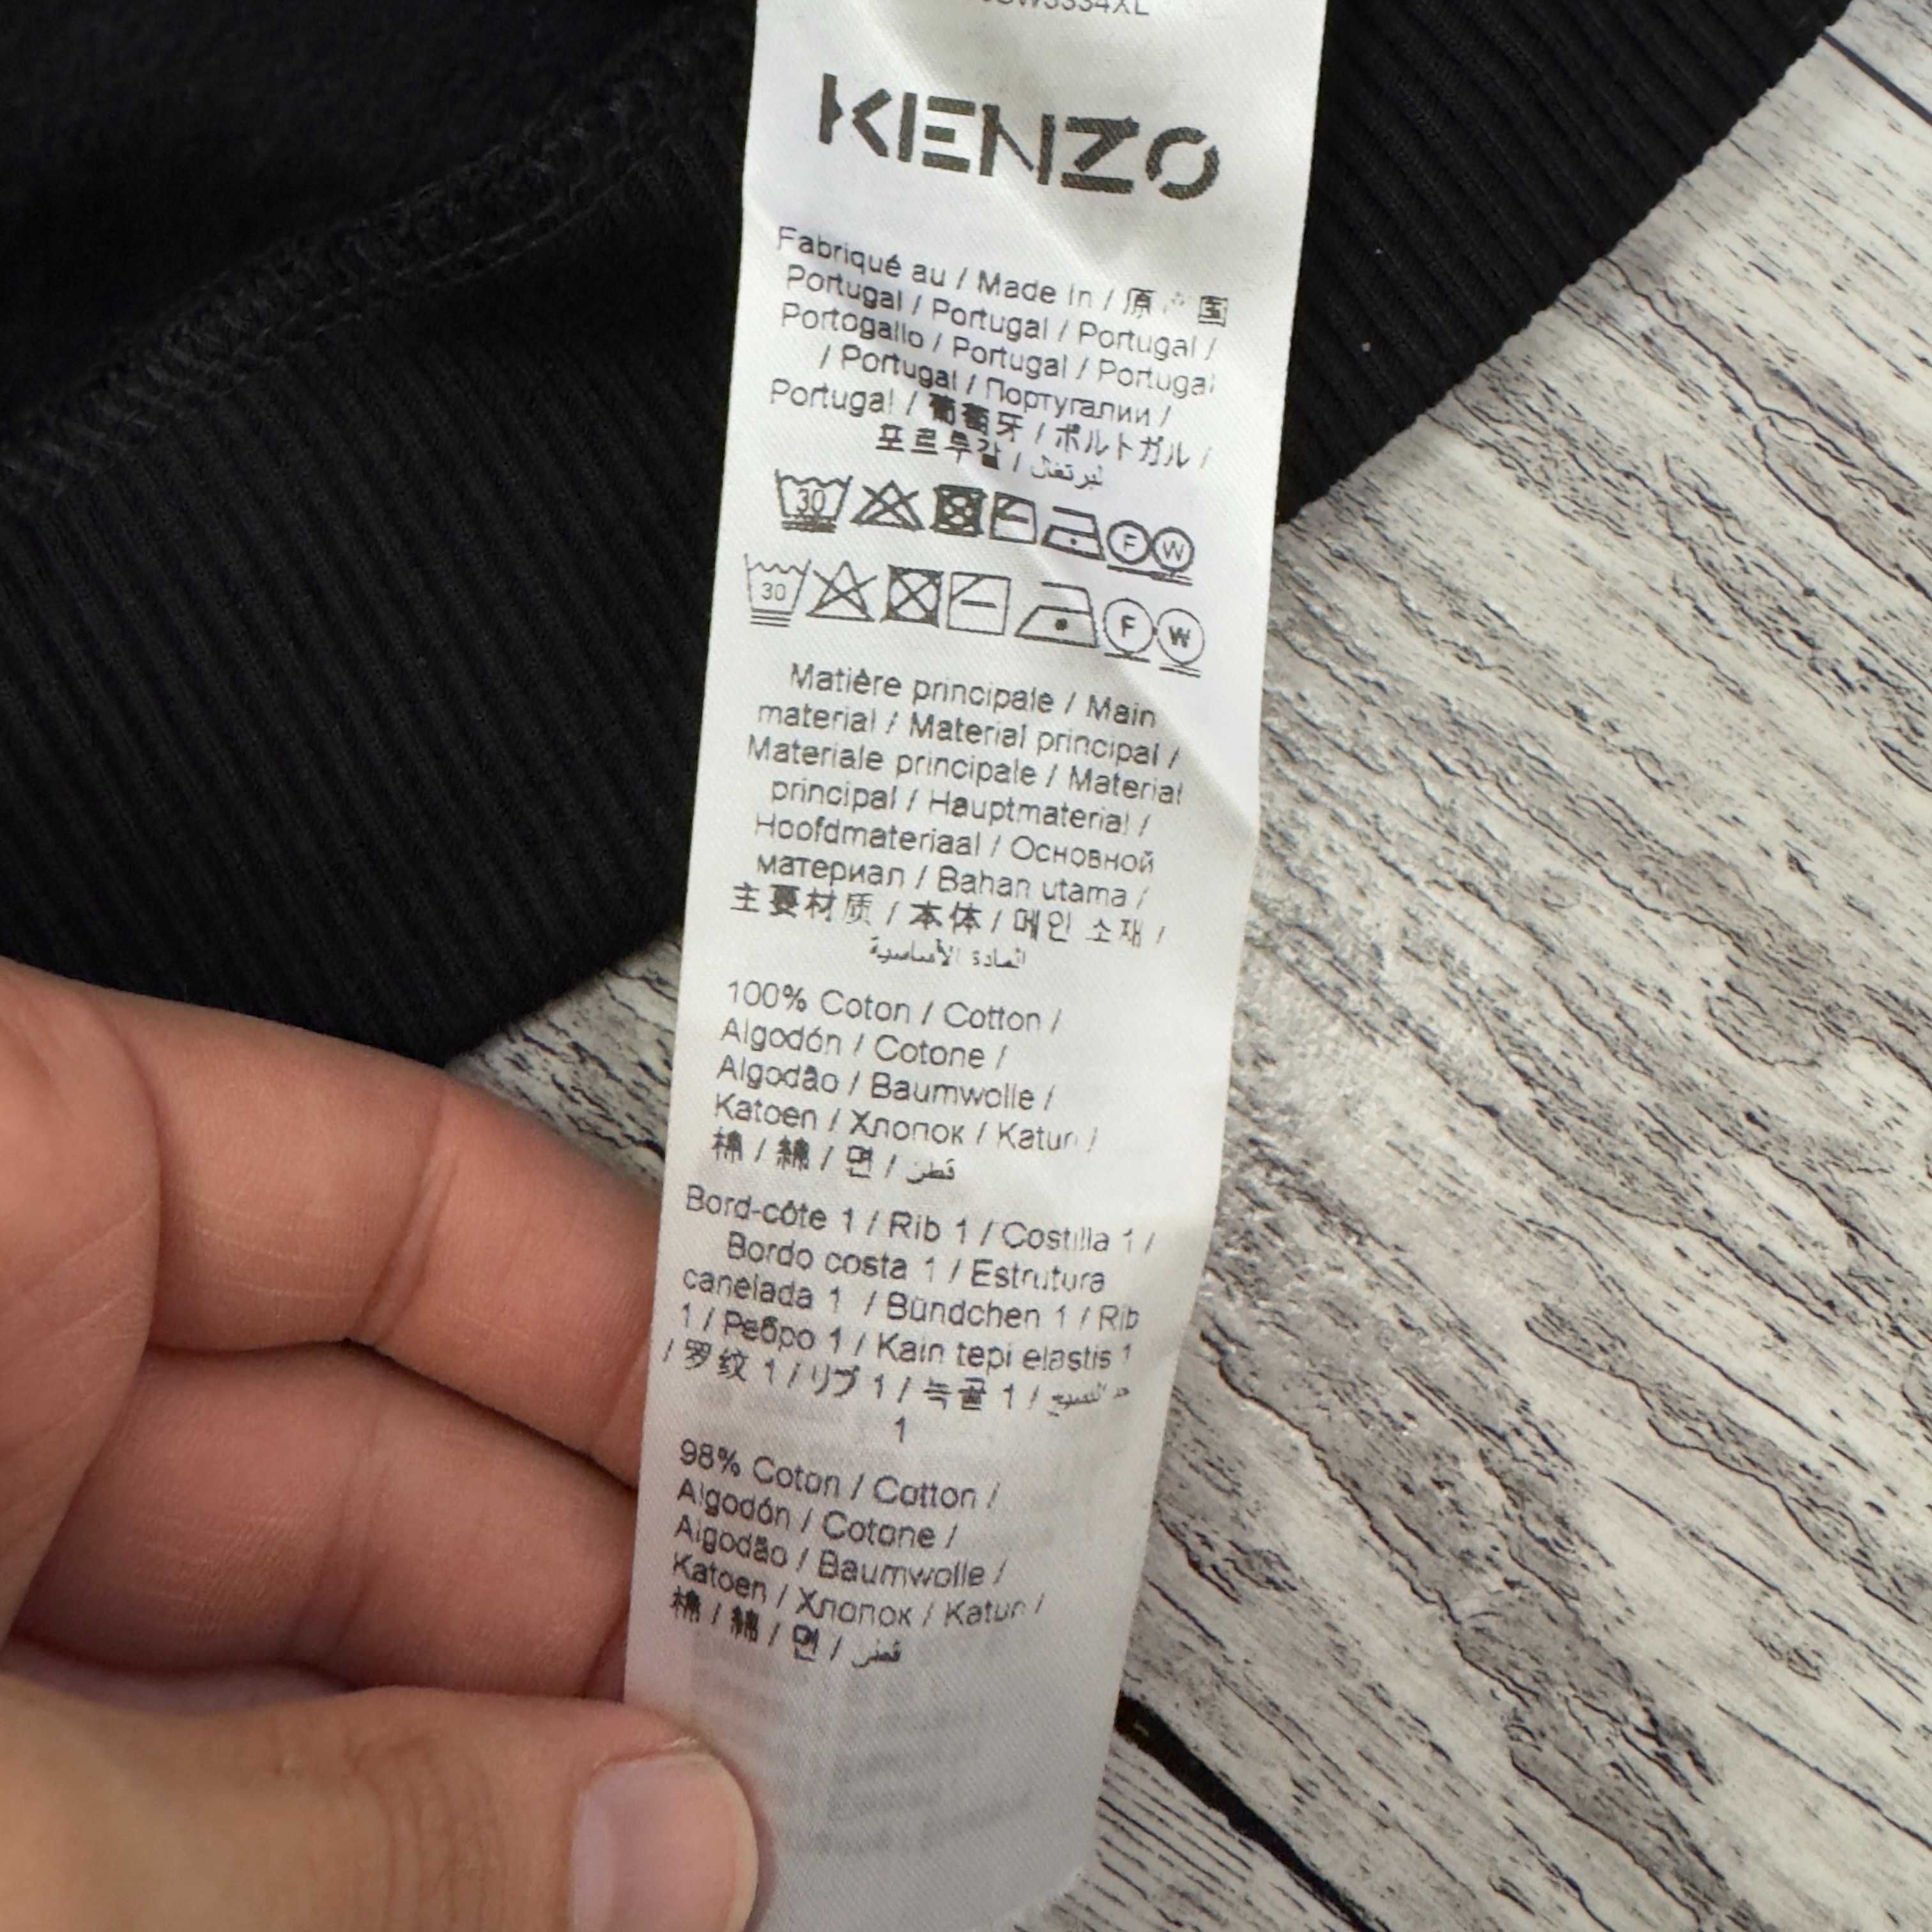 KENZO
Fabriqué au / Made in / 原产国
Portugal / Portugal / Portugal /
Portogallo / Portugal / Portugal
/ Portugal / Португалии /
Portugal / 葡萄牙 / ポルトガル /
포르투갈 / لبرتغال
30 F W
30 F W
Matière principale / Main
material / Material principal /
Materiale principale / Material
principal / Hauptmaterial /
Hoofdmateriaal / Основной
материал / Bahan utama /
主要材质 / 本体 / 메인 소재 /
المادة الأساسية
100% Coton / Cotton /
Algodón / Cotone /
Algodão / Baumwolle /
Katoen / Хлопок / Katun /
棉 / 綿 / 면 / قطن
Bord-côte 1 / Rib 1 / Costilla 1 /
Bordo costa 1 / Estrutura
canelada 1 / Bündchen 1 / Rib
1 / Ребро 1 / Kain tepi elastis 1
/ 罗纹 1 / リブ 1 / 늑골 1 /
1
98% Coton / Cotton /
Algodón / Cotone /
Algodão / Baumwolle /
Katoen / Хлопок / Katun /
棉 / 綿 / 면 / قطن